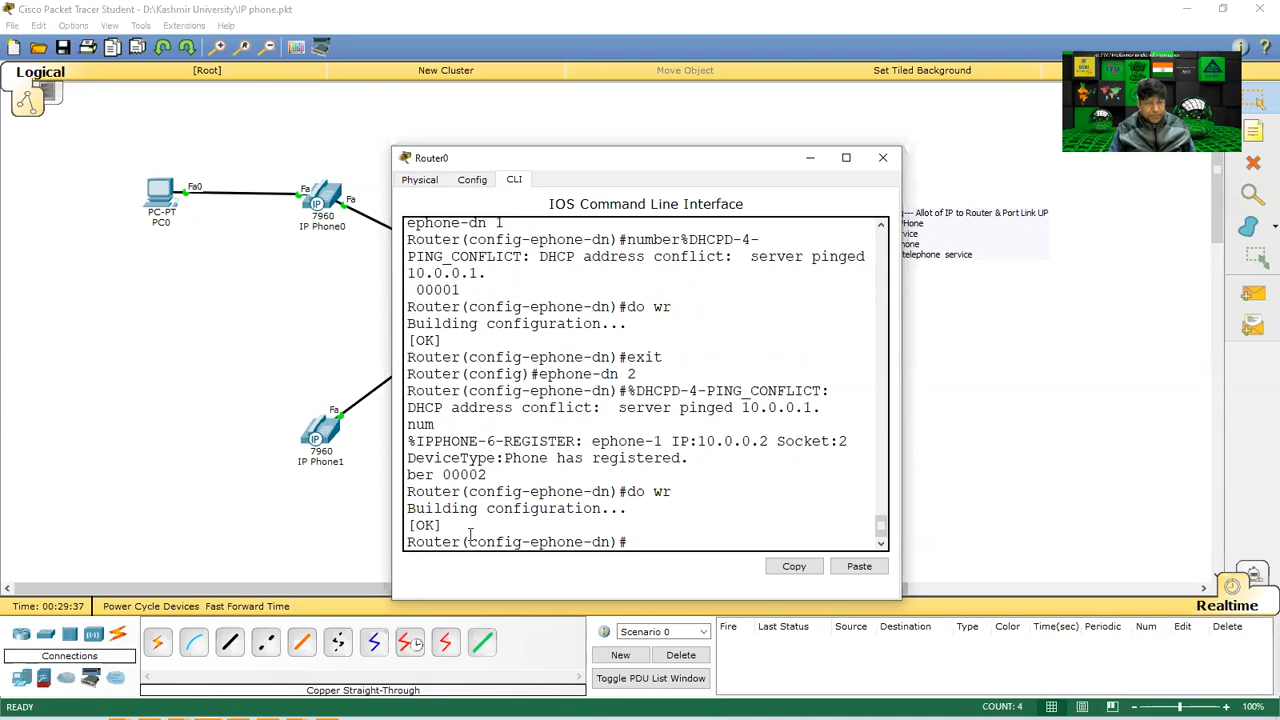 Cisco Packet Tracer Student - D:\Kashmir University\IP phone.pkt
File Edit Options View Tools Extensions Help
Logical [Root] New Cluster Move Object Set Tiled Background
Router0
Physical Config CLI
IOS Command Line Interface
ephone-dn 1
Router(config-ephone-dn)#number%DHCPD-4-
PING_CONFLICT: DHCP address conflict: server pinged
10.0.0.1.
00001
Router(config-ephone-dn)#do wr
Building configuration...
[OK]
Router(config-ephone-dn)#exit
Router(config)#ephone-dn 2
Router(config-ephone-dn)#%DHCPD-4-PING_CONFLICT:
DHCP address conflict: server pinged 10.0.0.1.
num
%IPPHONE-6-REGISTER: ephone-1 IP:10.0.0.2 Socket:2
DeviceType:Phone has registered.
ber 00002
Router(config-ephone-dn)#do wr
Building configuration...
[OK]
Router(config-ephone-dn)#
Copy Paste
Fa0
PC-PT
PC0
Fa
Fa
IP
7960
IP Phone0
Fa
IP
7960
IP Phone1
--- Allot of IP to Router & Port Link UP
telephone service
Time: 00:29:37 Power Cycle Devices Fast Forward Time
Realtime
Connections
Copper Straight-Through
Scenario 0
New Delete
Toggle PDU List Window
Fire Last Status Source Destination Type Color Time(sec) Periodic Num Edit Delete
READY
COUNT: 4
100%